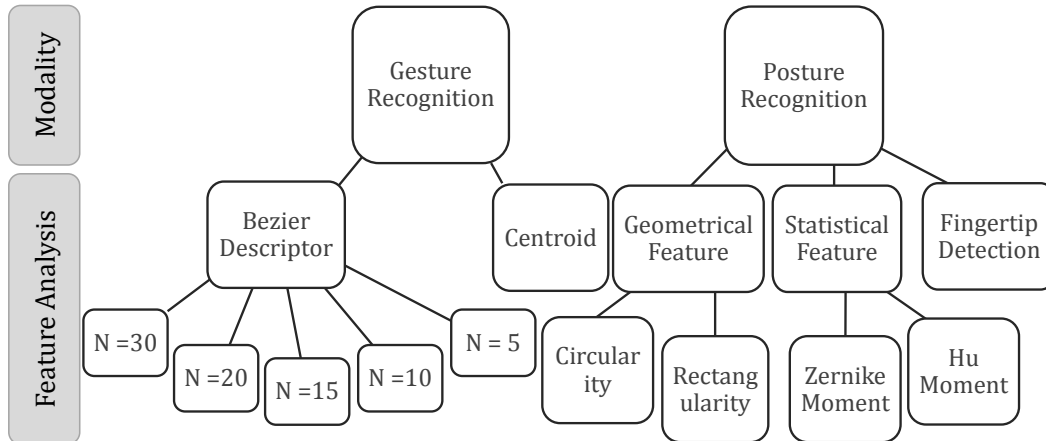 Modality
Gesture
Recognition
Posture
Recognition
Feature Analysis
Bezier
Descriptor
Centroid
Geometrical
Feature
Statistical
Feature
Fingertip
Detection
N =30
N =20
N =15
N =10
N = 5
Circular
ity
Rectang
ularity
Zernike
Moment
Hu
Moment